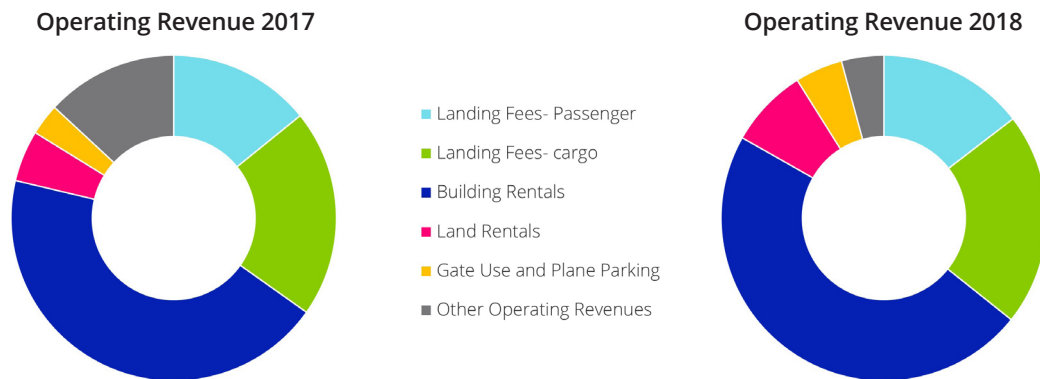 Operating Revenue 2017
Operating Revenue 2018
Landing Fees- Passenger
Landing Fees- cargo
Building Rentals
Land Rentals
Gate Use and Plane Parking
Other Operating Revenues